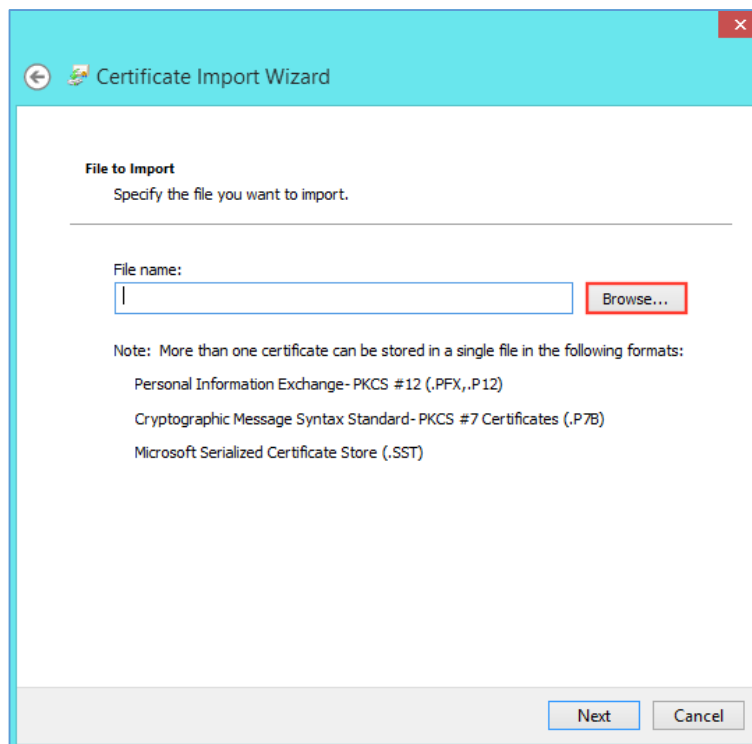 Certificate Import Wizard
File to Import
Specify the file you want to import.
File name:
Browse...
Note: More than one certificate can be stored in a single file in the following formats:
Personal Information Exchange- PKCS #12 (.PFX,.P12)
Cryptographic Message Syntax Standard- PKCS #7 Certificates (.P7B)
Microsoft Serialized Certificate Store (.SST)
Next Cancel